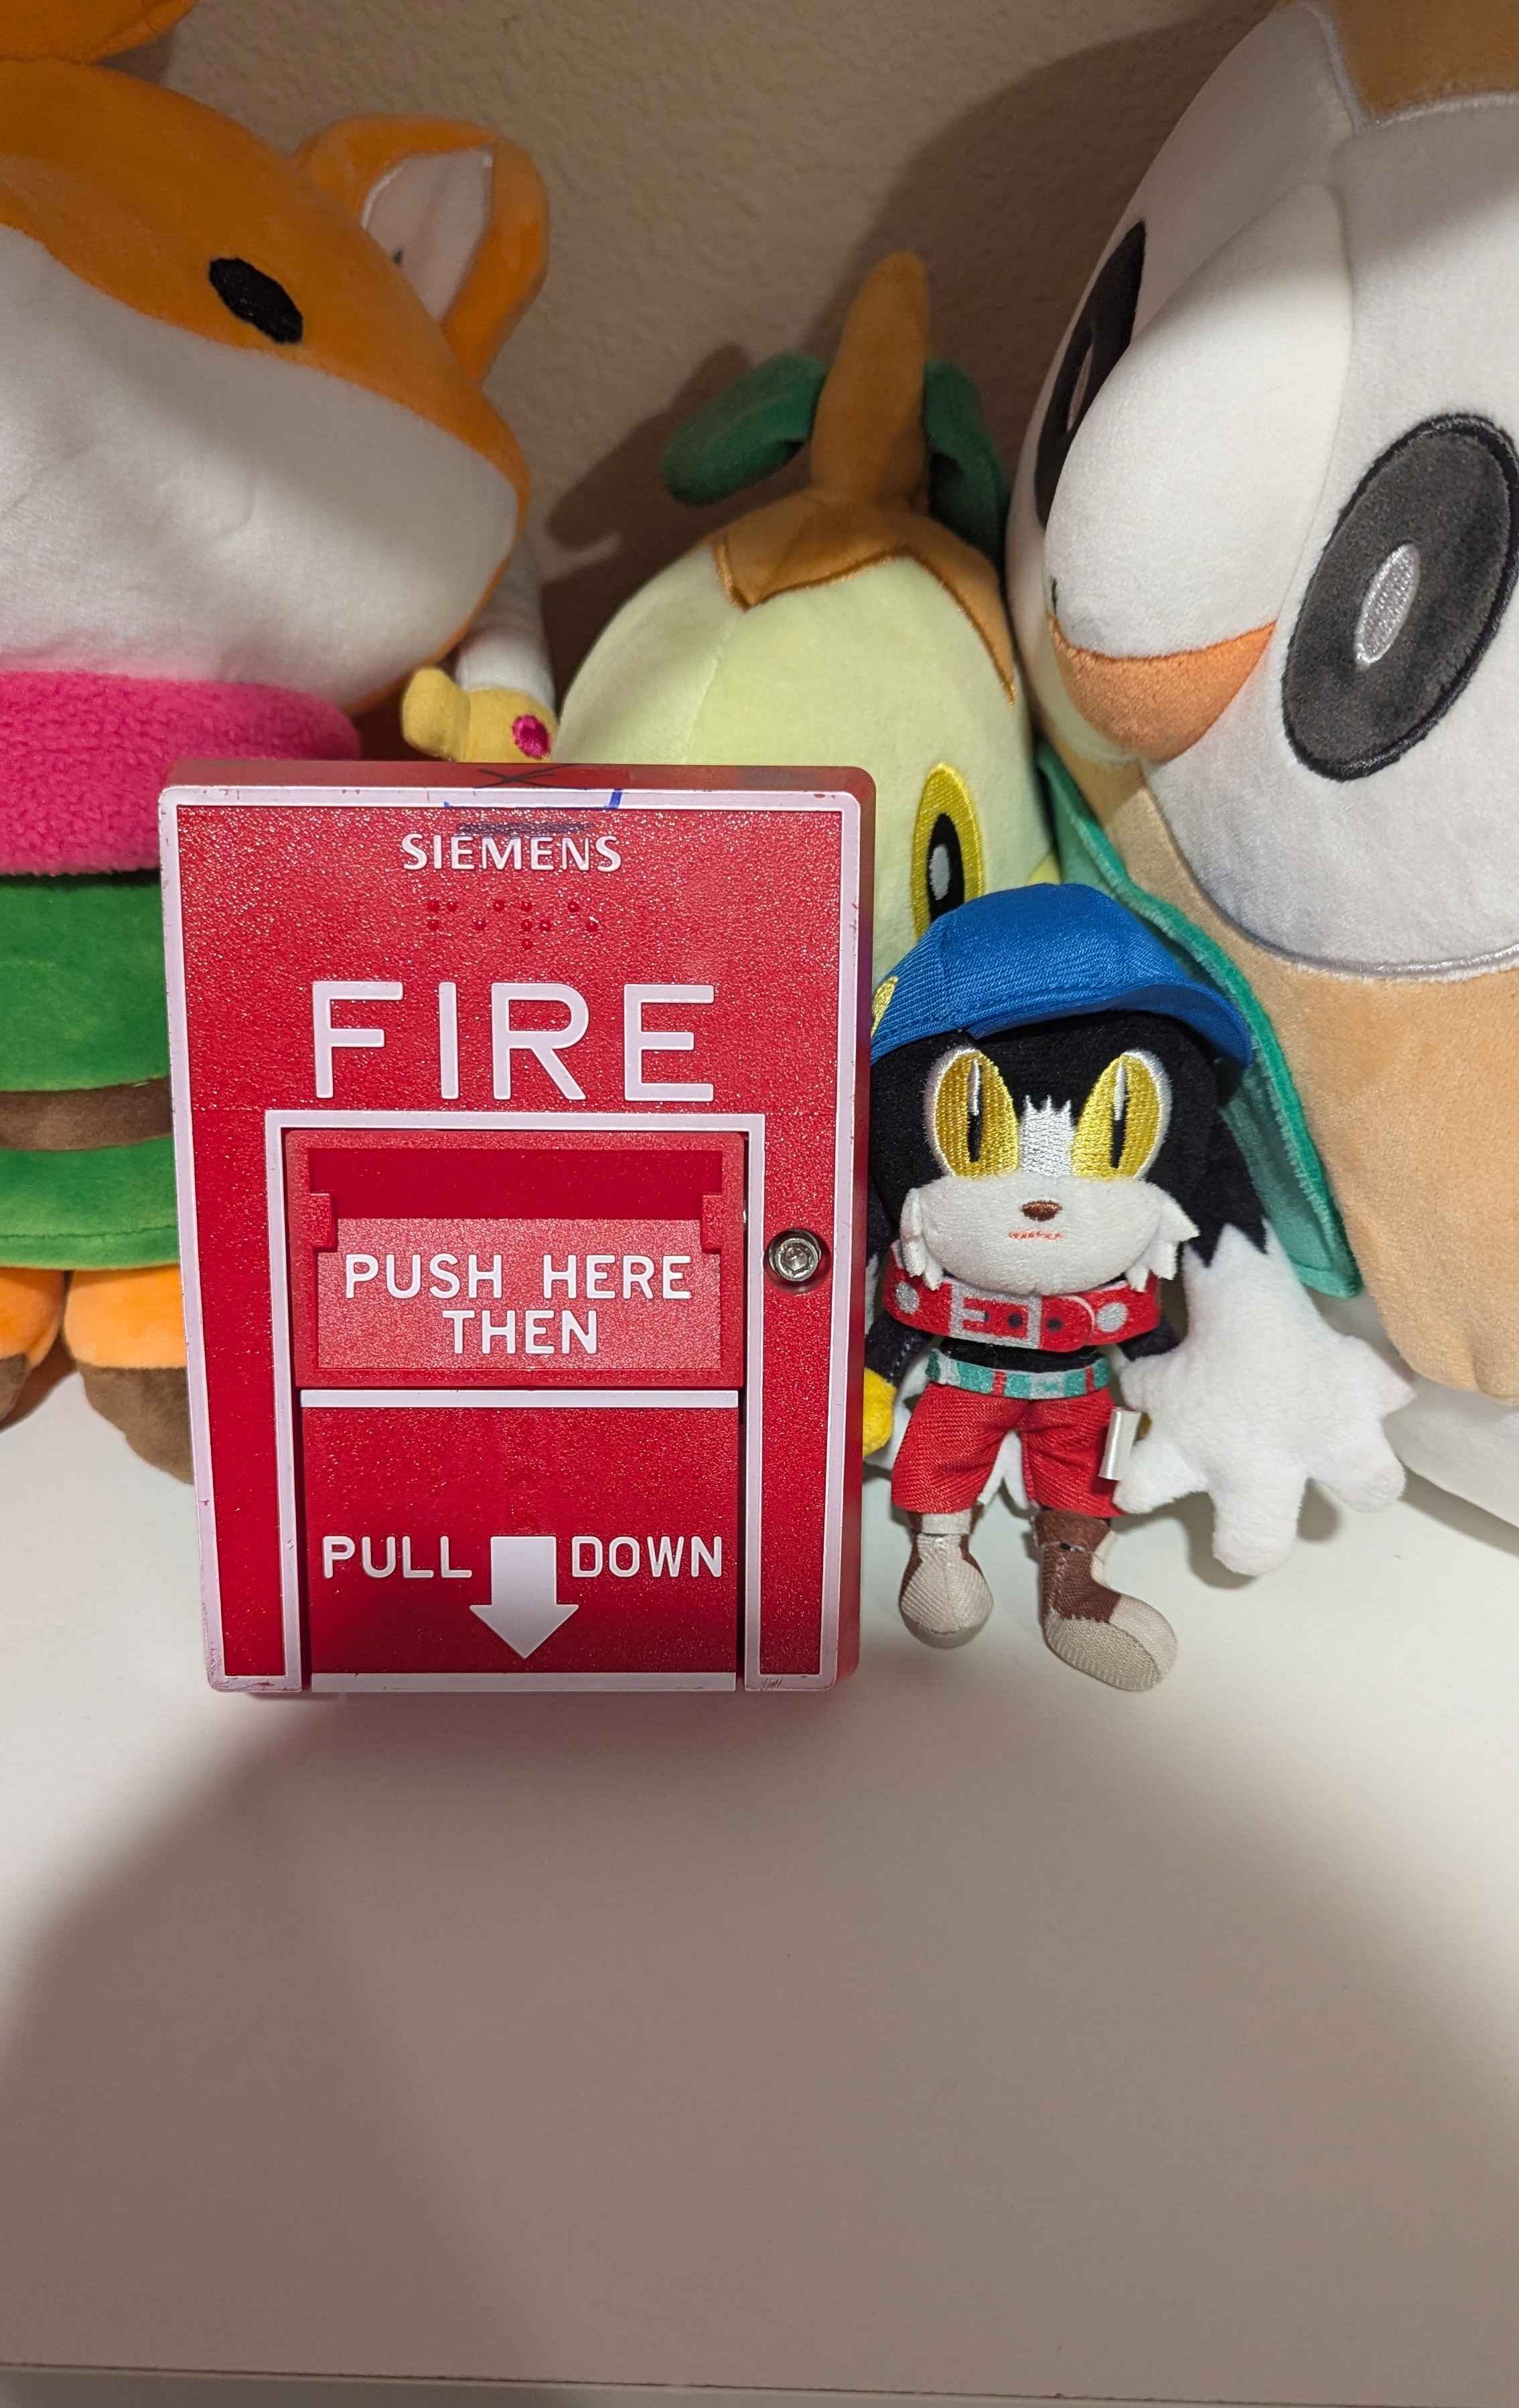 SIEMENS
FIRE
PUSH HERE
THEN
PULL DOWN